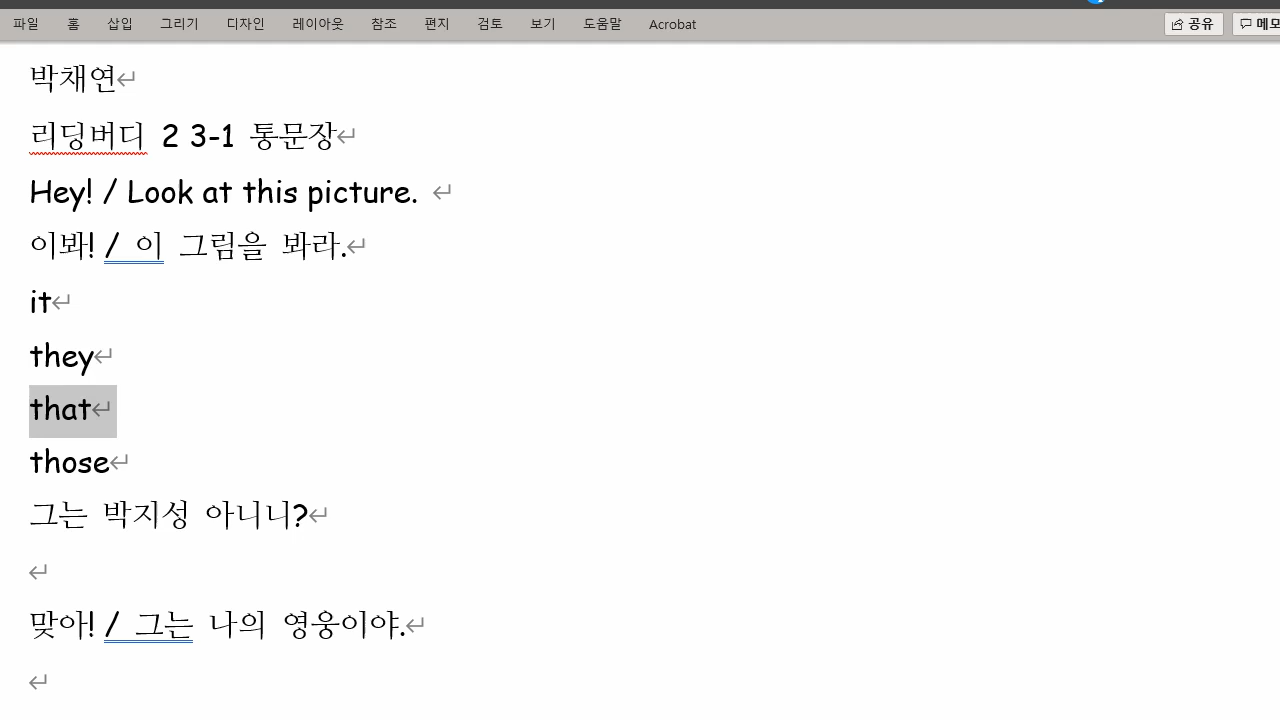 파일 홈 삽입 그리기 디자인 레이아웃 참조 편지 검토 보기 도움말 Acrobat 공유 메모
박채연
리딩버디 2 3-1 통문장
Hey! / Look at this picture.
이봐! / 이 그림을 봐라.
it
they
that
those
그는 박지성 아니니?
맞아! / 그는 나의 영웅이야.